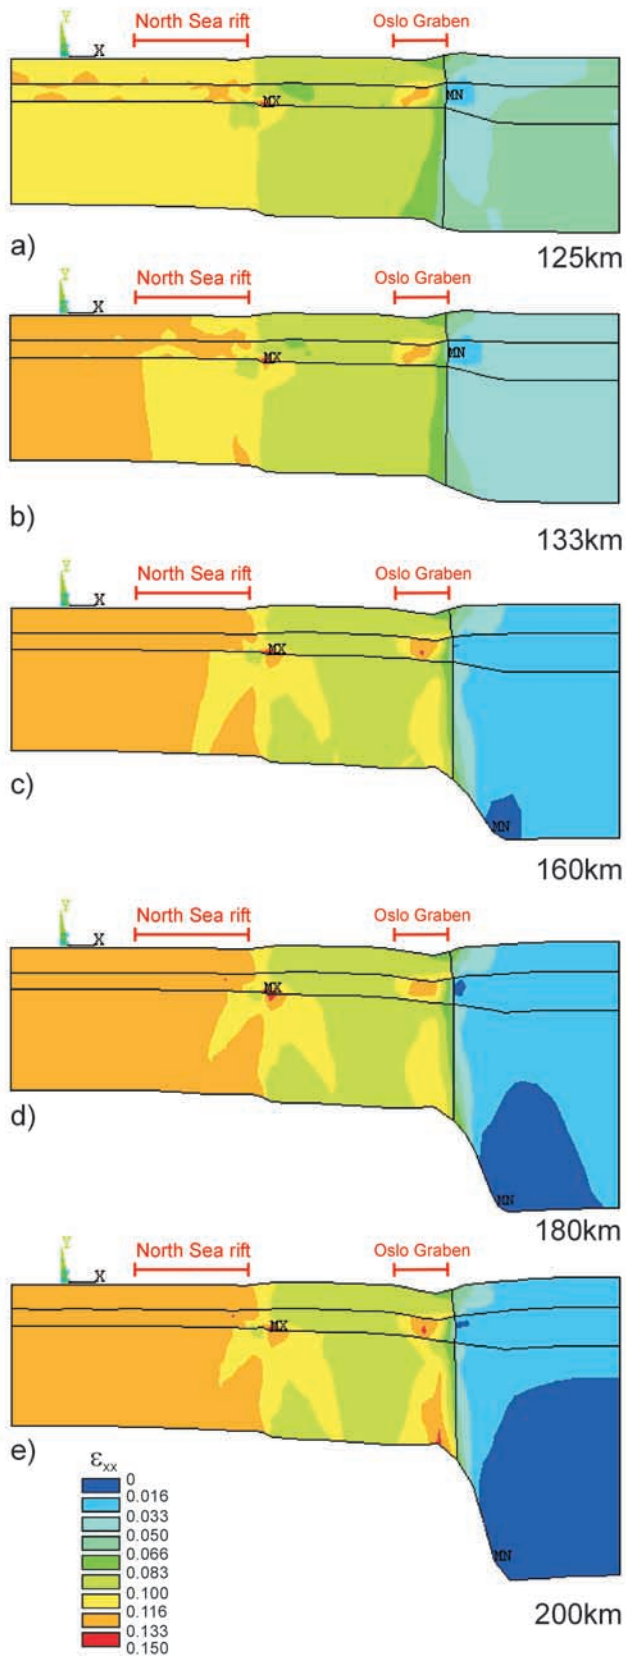 North Sea rift Oslo Graben
Y
X
MX
MN
a)
125km
North Sea rift Oslo Graben
Y
X
MX
MN
b)
133km
North Sea rift Oslo Graben
Y
X
MX
MN
c)
160km
North Sea rift Oslo Graben
Y
X
MX
MN
d)
180km
North Sea rift Oslo Graben
Y
X
MX
MN
e)
200km
εxx
0
0.016
0.033
0.050
0.066
0.083
0.100
0.116
0.133
0.150